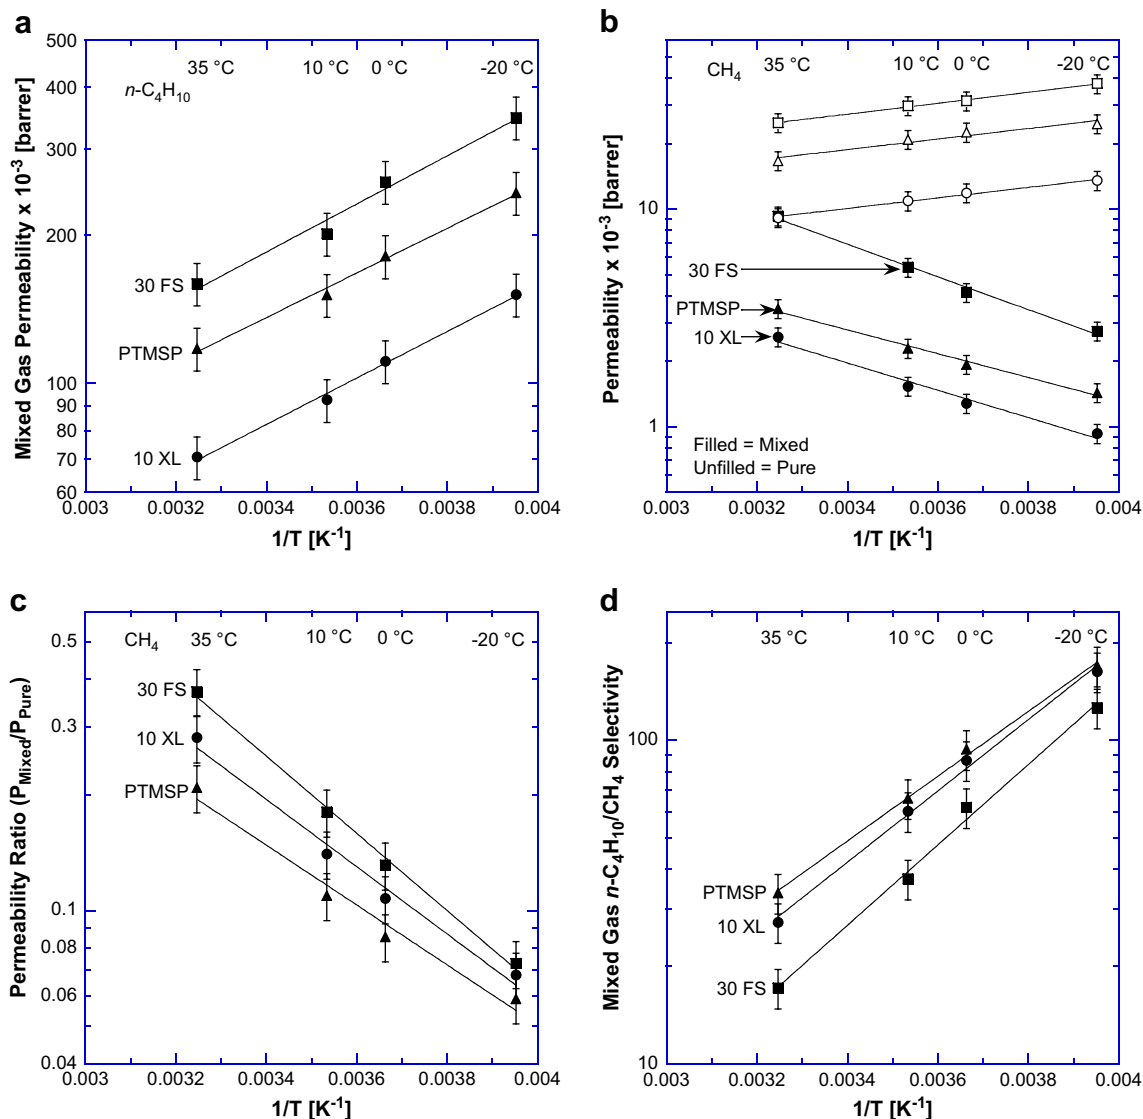 a
Mixed Gas Permeability x 10⁻³ [barrer]
500
400
300
200
100
90
80
70
60
35 °C
10 °C
0 °C
-20 °C
n-C₄H₁₀
30 FS
PTMSP
10 XL
0.003
0.0032
0.0034
0.0036
0.0038
0.004
1/T [K⁻¹]
b
Permeability x 10⁻³ [barrer]
10
1
CH₄
35 °C
10 °C
0 °C
-20 °C
30 FS
PTMSP
10 XL
Filled = Mixed
Unfilled = Pure
0.003
0.0032
0.0034
0.0036
0.0038
0.004
1/T [K⁻¹]
c
Permeability Ratio (P_Mixed/P_Pure)
0.5
0.3
0.1
0.08
0.06
0.04
CH₄
35 °C
10 °C
0 °C
-20 °C
30 FS
10 XL
PTMSP
0.003
0.0032
0.0034
0.0036
0.0038
0.004
1/T [K⁻¹]
d
Mixed Gas n-C₄H₁₀/CH₄ Selectivity
100
10
35 °C
10 °C
0 °C
-20 °C
PTMSP
10 XL
30 FS
0.003
0.0032
0.0034
0.0036
0.0038
0.004
1/T [K⁻¹]